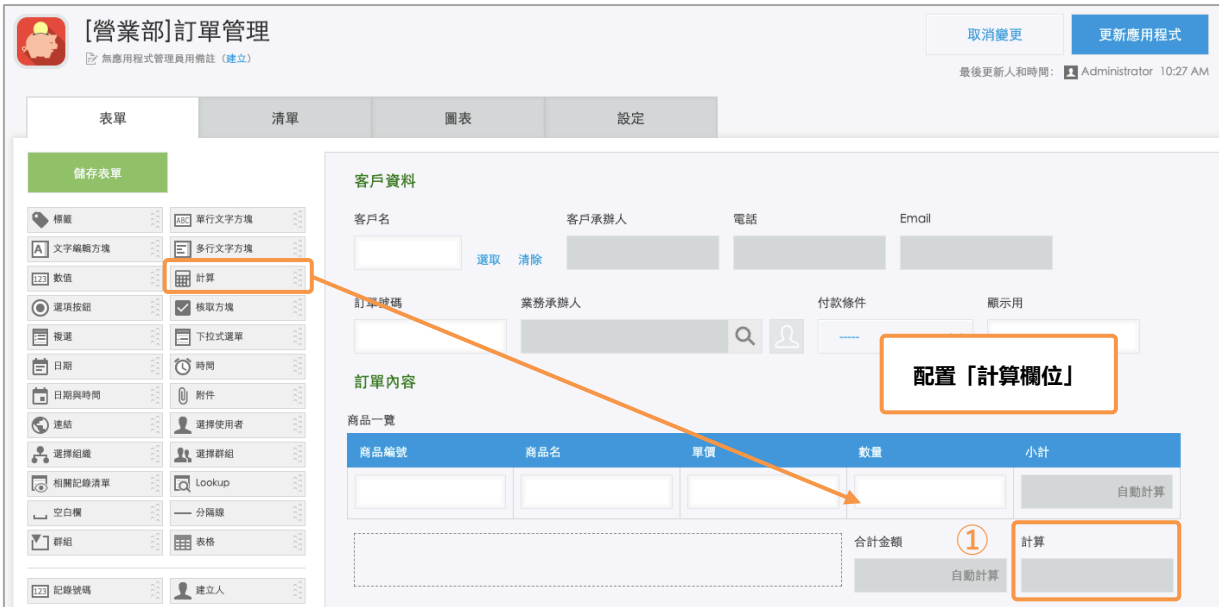 [營業部]訂單管理
無應用程式管理員用備註（建立）
取消變更
更新應用程式
最後更新人和時間： Administrator 10:27 AM
表單
清單
圖表
設定
儲存表單
標籤
ABC 單行文字方塊
A 文字編輯方塊
多行文字方塊
123 數值
計算
選項按鈕
核取方塊
複選
下拉式選單
日期
時間
日期與時間
附件
連結
選擇使用者
選擇組織
選擇群組
相關記錄清單
Lookup
空白欄
分隔線
群組
表格
123 記錄號碼
建立人
客戶資料
客戶名
客戶承辦人
電話
Email
選取 清除
訂單號碼
業務承辦人
付款條件
顯示用
-----
配置「計算欄位」
訂單內容
商品一覽
商品編號
商品名
單價
數量
小計
自動計算
合計金額
自動計算
①
計算